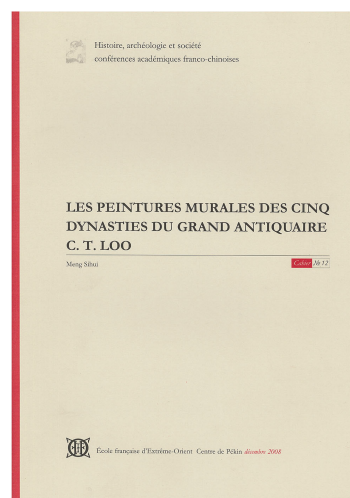 Histoire, archéologie et société
conférences académiques franco-chinoises
LES PEINTURES MURALES DES CINQ
DYNASTIES DU GRAND ANTIQUAIRE
C. T. LOO
Meng Sihui
Cahier № 12
École française d'Extrême-Orient Centre de Pékin décembre 2008